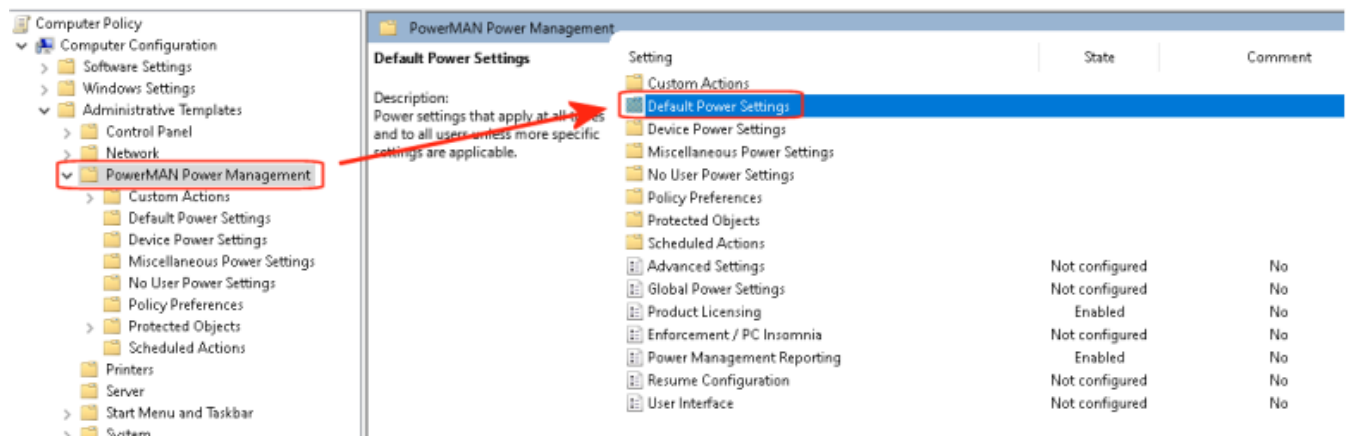 Computer Policy
Computer Configuration
Software Settings
Windows Settings
Administrative Templates
Control Panel
Network
PowerMAN Power Management
Custom Actions
Default Power Settings
Device Power Settings
Miscellaneous Power Settings
No User Power Settings
Policy Preferences
Protected Objects
Scheduled Actions
Printers
Server
Start Menu and Taskbar
System
PowerMAN Power Management
Default Power Settings
Description:
Power settings that apply at all times
and to all users unless more specific
settings are applicable.
Setting State Comment
Custom Actions
Default Power Settings
Device Power Settings
Miscellaneous Power Settings
No User Power Settings
Policy Preferences
Protected Objects
Scheduled Actions
Advanced Settings Not configured No
Global Power Settings Not configured No
Product Licensing Enabled No
Enforcement / PC Insomnia Not configured No
Power Management Reporting Enabled No
Resume Configuration Not configured No
User Interface Not configured No